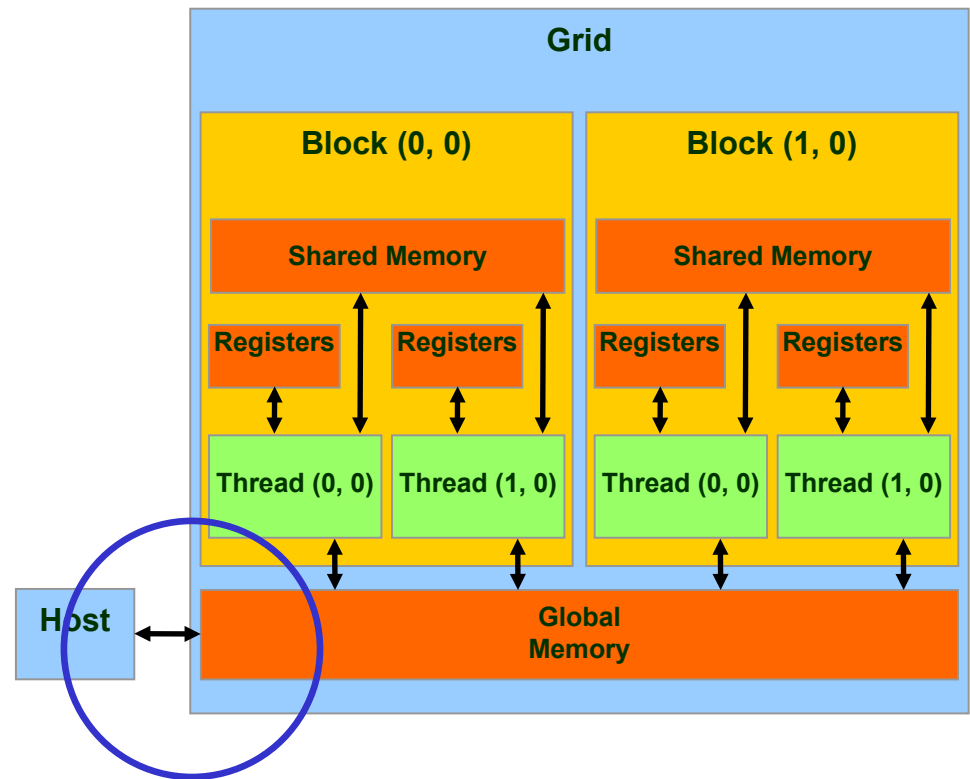 Grid
Block (0, 0)
Block (1, 0)
Shared Memory
Shared Memory
Registers
Registers
Registers
Registers
Thread (0, 0)
Thread (1, 0)
Thread (0, 0)
Thread (1, 0)
Host
Global
Memory